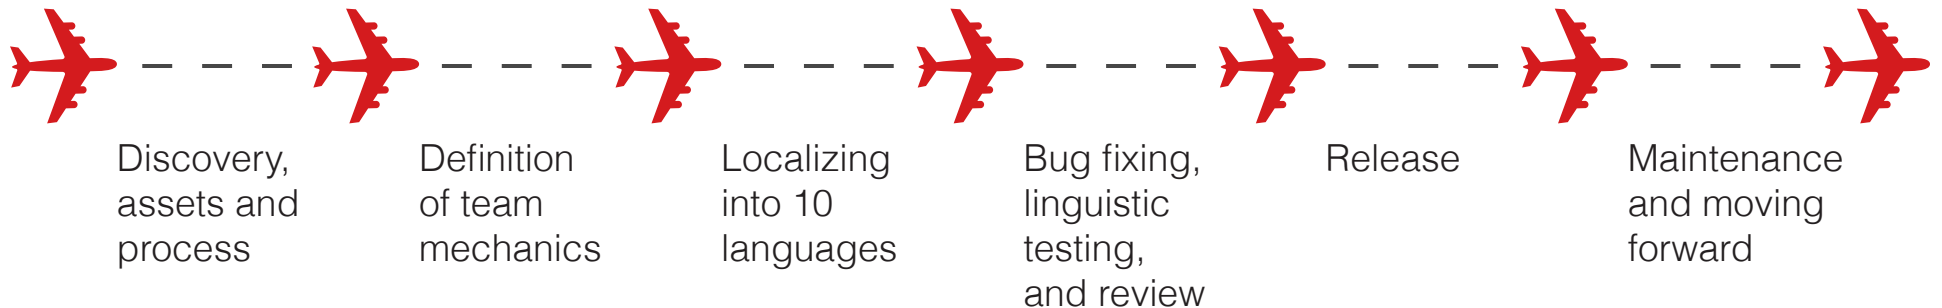 Discovery,
assets and
process
Definition
of team
mechanics
Localizing
into 10
languages
Bug fixing,
linguistic
testing,
and review
Release
Maintenance
and moving
forward